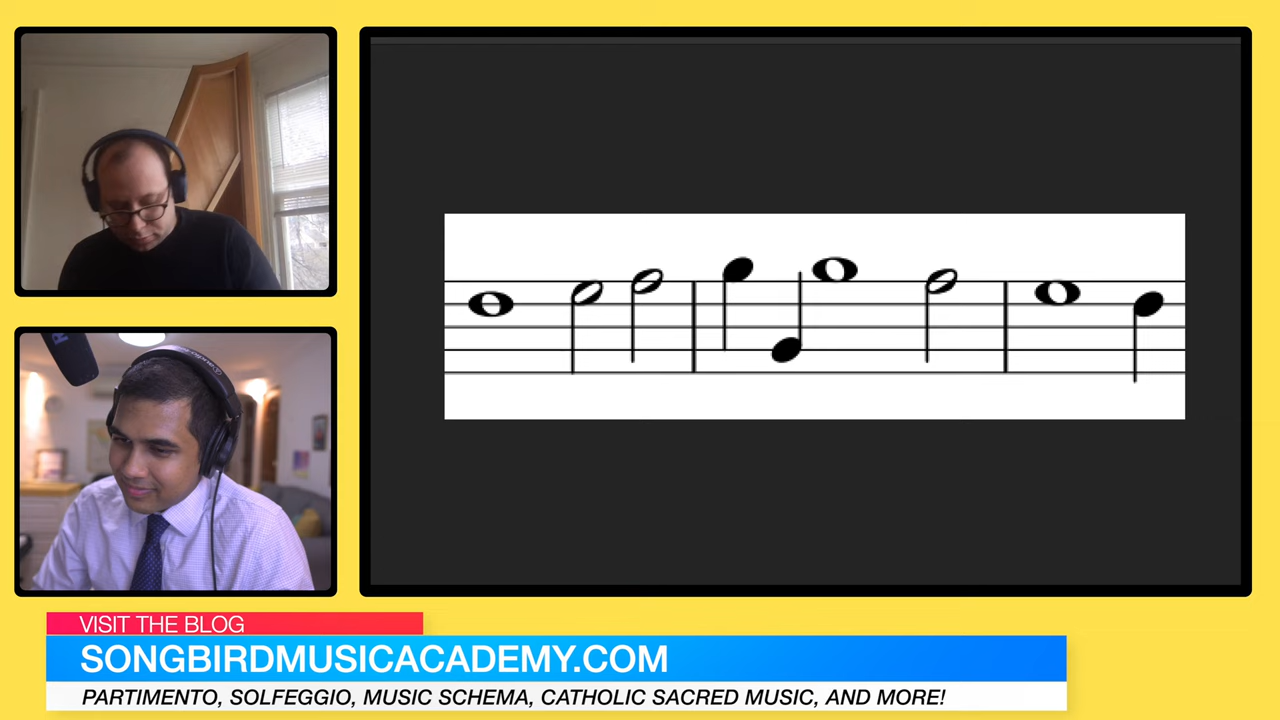 VISIT THE BLOG
SONGBIRDMUSICACADEMY.COM
PARTIMENTO, SOLFEGGIO, MUSIC SCHEMA, CATHOLIC SACRED MUSIC, AND MORE!